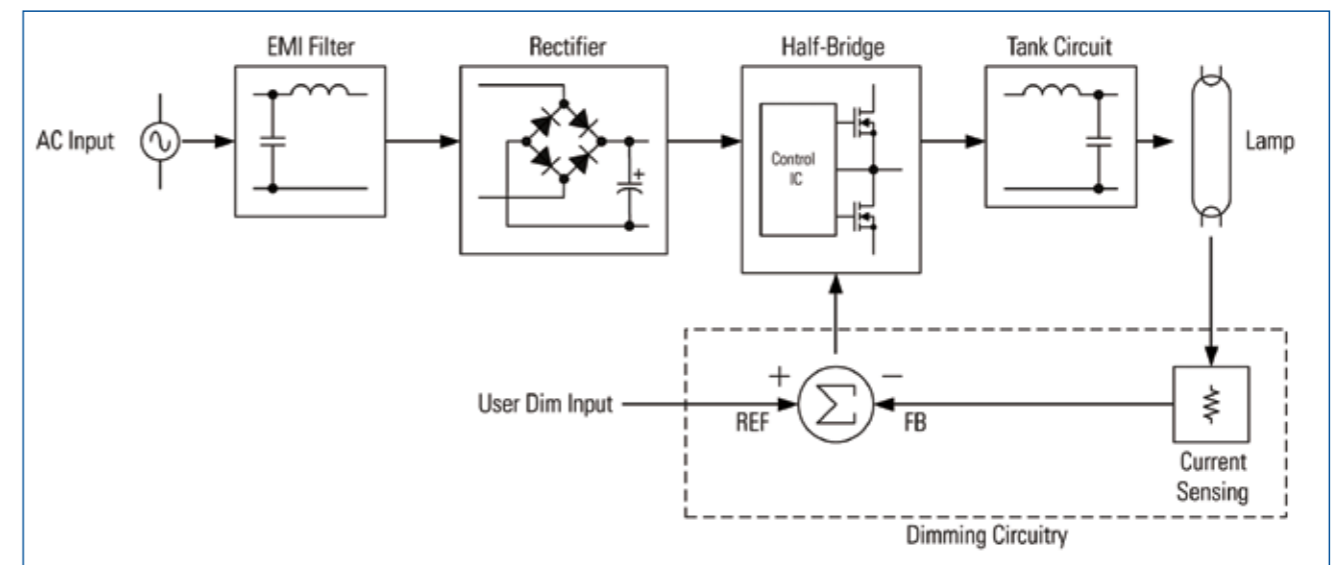 EMI Filter
Rectifier
Half-Bridge
Tank Circuit
AC Input
Control
IC
Lamp
+
+
−
User Dim Input
REF
Σ
FB
Current
Sensing
Dimming Circuitry